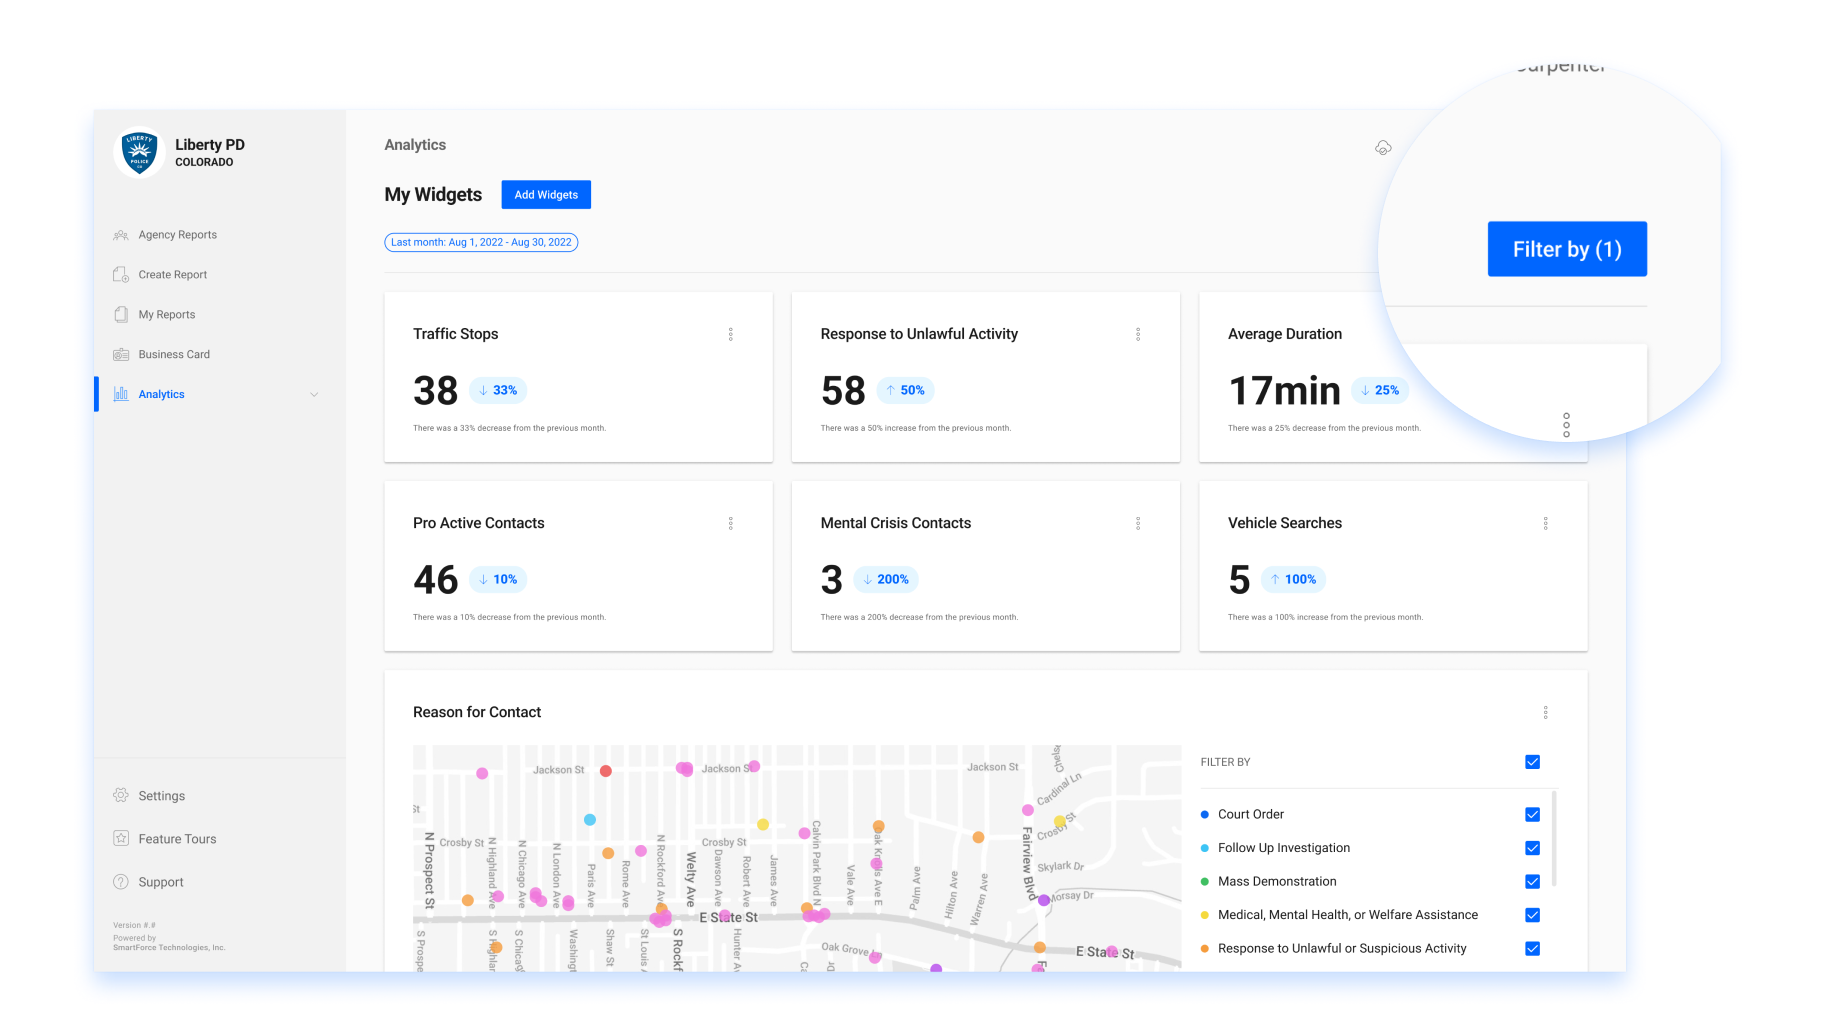 Carpenter
LIBERTY
POLICE
Liberty PD
COLORADO
Agency Reports
Create Report
My Reports
Business Card
Analytics
Settings
Feature Tours
Support
Version #.#
Powered by
SmartForce Technologies, Inc.
Analytics
My Widgets
Add Widgets
Last month: Aug 1, 2022 - Aug 30, 2022
Filter by (1)
Traffic Stops
38
33%
There was a 33% decrease from the previous month.
Response to Unlawful Activity
58
50%
There was a 50% increase from the previous month.
Average Duration
17min
25%
There was a 25% decrease from the previous month.
Pro Active Contacts
46
10%
There was a 10% decrease from the previous month.
Mental Crisis Contacts
3
200%
There was a 200% decrease from the previous month.
Vehicle Searches
5
100%
There was a 100% increase from the previous month.
Reason for Contact
Jackson St
Jackson St
Jackson St
Chels
Cardinal Ln
St
Crosby St
Crosby St
Crosby St
Skylark Dr
Morsay Dr
N Prospect St
N Highland Ave
N Chicago Ave
N London Ave
Paris Ave
Rome Ave
N Rockford Ave
Welty Ave
Dawson Ave
Robert Ave
James Ave
Calvin Park Blvd N
Vale Ave
Oak Knolls Ave E
Palm Ave
Hilton Ave
Warren Ave
Fairview Blvd
E State St
E State St
Oak Grove Ln
S Prospe
S Highlan
S Chicag
Washingt
Shaw St
St Louis A
S Rockf
Hunter Av
FILTER BY
Court Order
Follow Up Investigation
Mass Demonstration
Medical, Mental Health, or Welfare Assistance
Response to Unlawful or Suspicious Activity